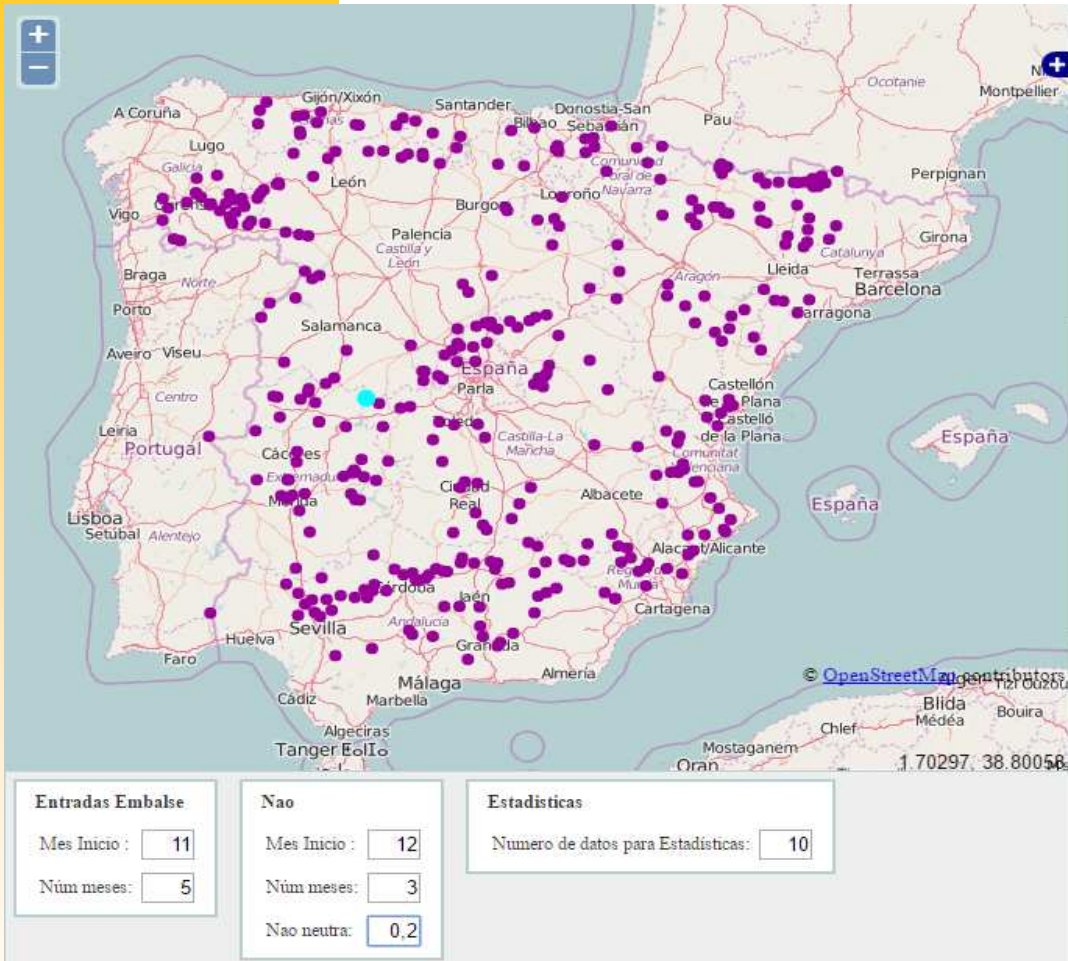 +
−
+
Occitanie
Montpellier
Gijón/Xixón
Santander
Donostia-San
Sebastián
A Coruña
Bilbao
Pau
Lugo
Galicia
León
Comunidad
Foral de
Navarra
Perpignan
Logroño
Vigo
Burgos
Palencia
Castilla y
León
Girona
Catalunya
Braga
Norte
Aragón
Lleida
Terrassa
Barcelona
Porto
Salamanca
Tarragona
Aveiro
Viseu
España
Parla
Centro
Castellón
de la Plana
Castelló
de la Plana
Leiria
Portugal
Toledo
Castilla-La
Mancha
España
Cáceres
Extremadura
Comunitat
Valenciana
Mérida
Ciudad
Real
Albacete
España
Lisboa
Setúbal
Alentejo
Alacant/Alicante
Córdoba
Región de
Murcia
Jaén
Cartagena
Sevilla
Andalucía
Huelva
Granada
Faro
Almería
© OpenStreetMap contributors
Tizi Ouzou
Málaga
Cádiz
Marbella
Blida
Médéa
Bouira
Chlef
Algeciras
Tanger
Mostaganem
Oran
1.70297, 38.80058
Entradas Embalse
Mes Inicio : 11
Núm meses: 5
Nao
Mes Inicio : 12
Núm meses: 3
Nao neutra: 0,2
Estadísticas
Numero de datos para Estadísticas: 10